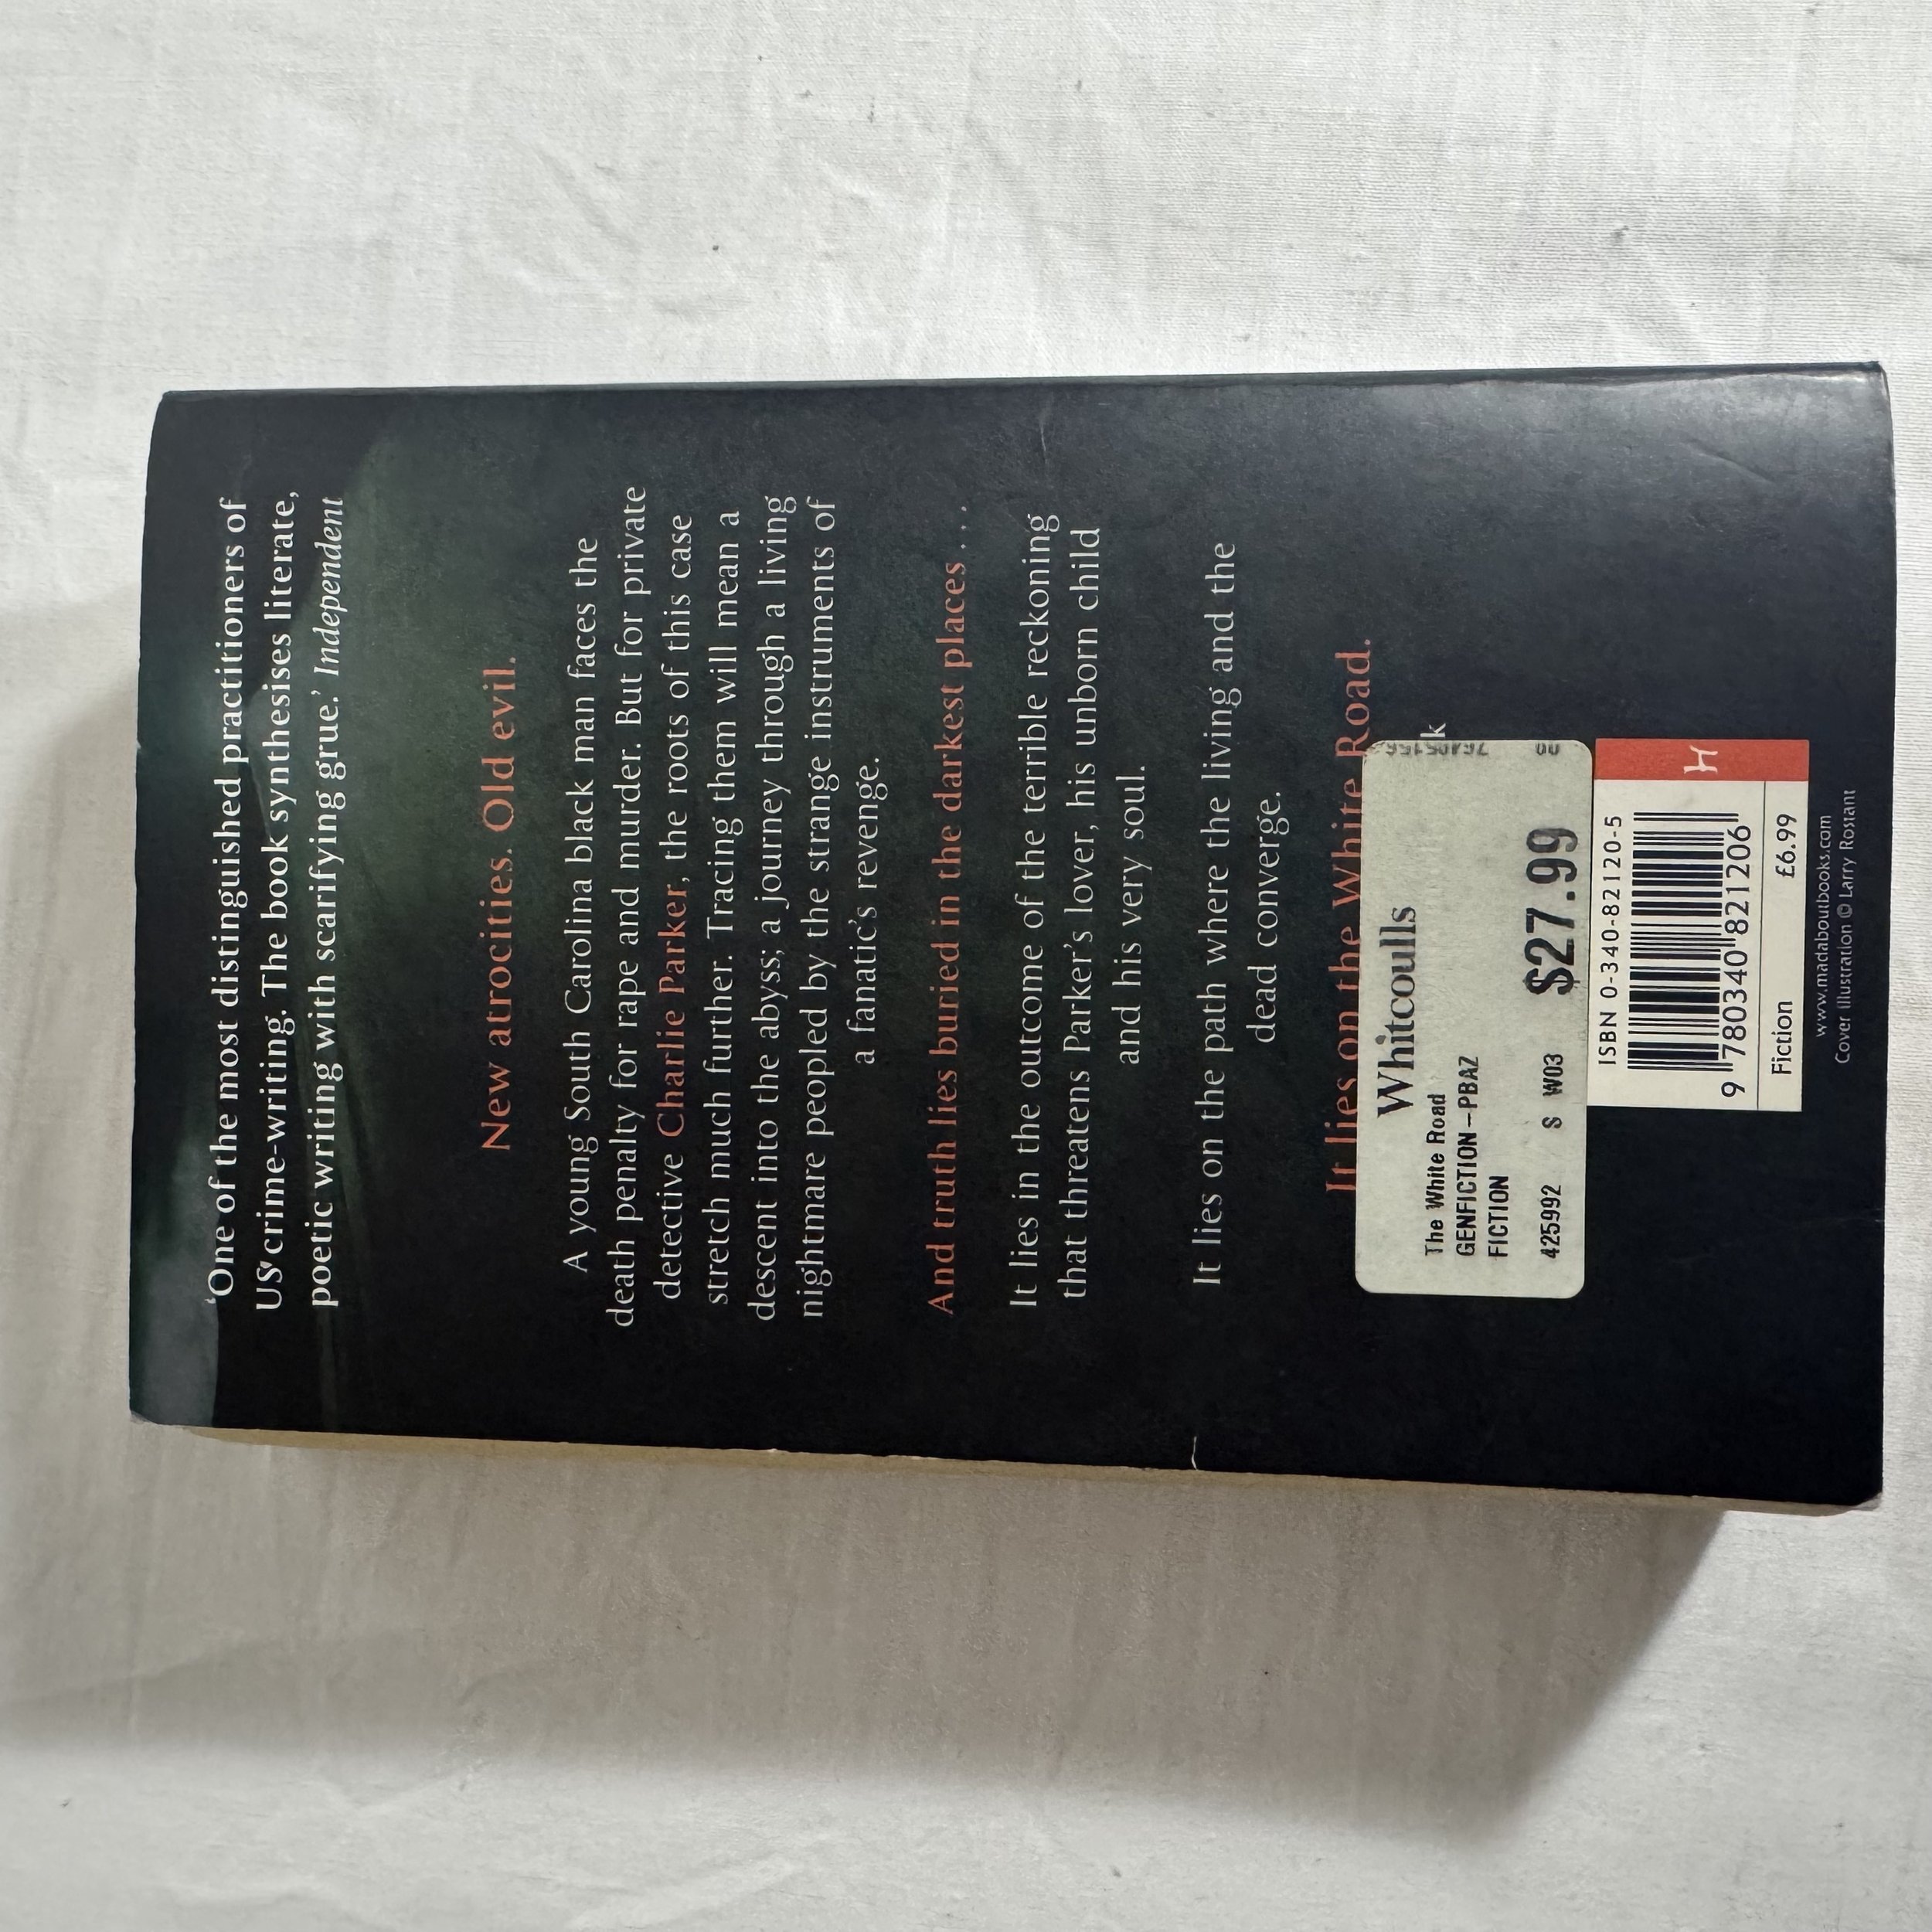 ‘One of the most distinguished practitioners of
US crime-writing. The book synthesises literate,
poetic writing with scarifying grue.’ Independent
New atrocities. Old evil.
A young South Carolina black man faces the
death penalty for rape and murder. But for private
detective Charlie Parker, the roots of this case
stretch much further. Tracing them will mean a
descent into the abyss; a journey through a living
nightmare peopled by the strange instruments of
a fanatic’s revenge.
And truth lies buried in the darkest places . . .
It lies in the outcome of the terrible reckoning
that threatens Parker’s lover, his unborn child
and his very soul.
It lies on the path where the living and the
dead converge.
It lies on the White Road.
Whitcoulls
The White Road
GENFICTION-PBAZ
FICTION
425992 S W03 $27.99
ISBN 0-340-82120-5
9 780340 821206
Fiction £6.99
www.madaboutbooks.com
Cover illustration © Larry Rostant